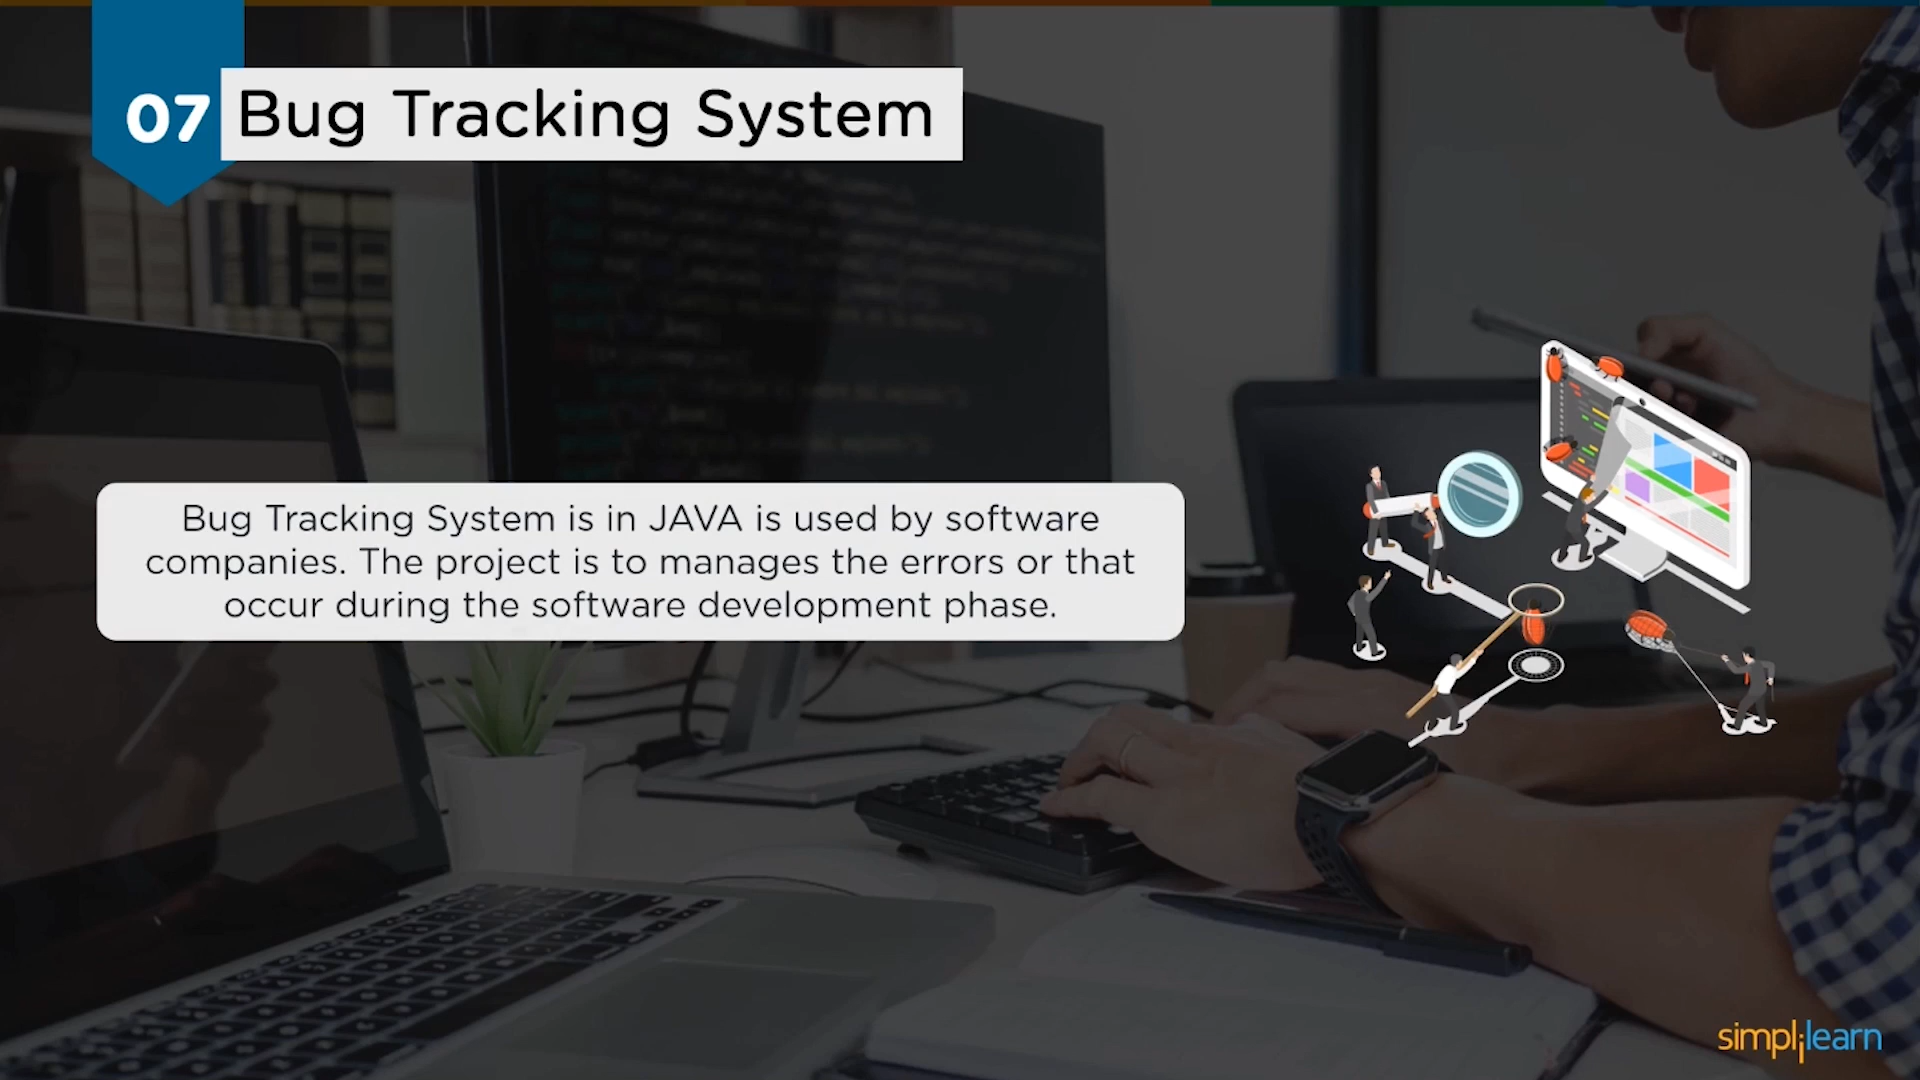 07 Bug Tracking System
Bug Tracking System is in JAVA is used by software
companies. The project is to manages the errors or that
occur during the software development phase.
simplilearn